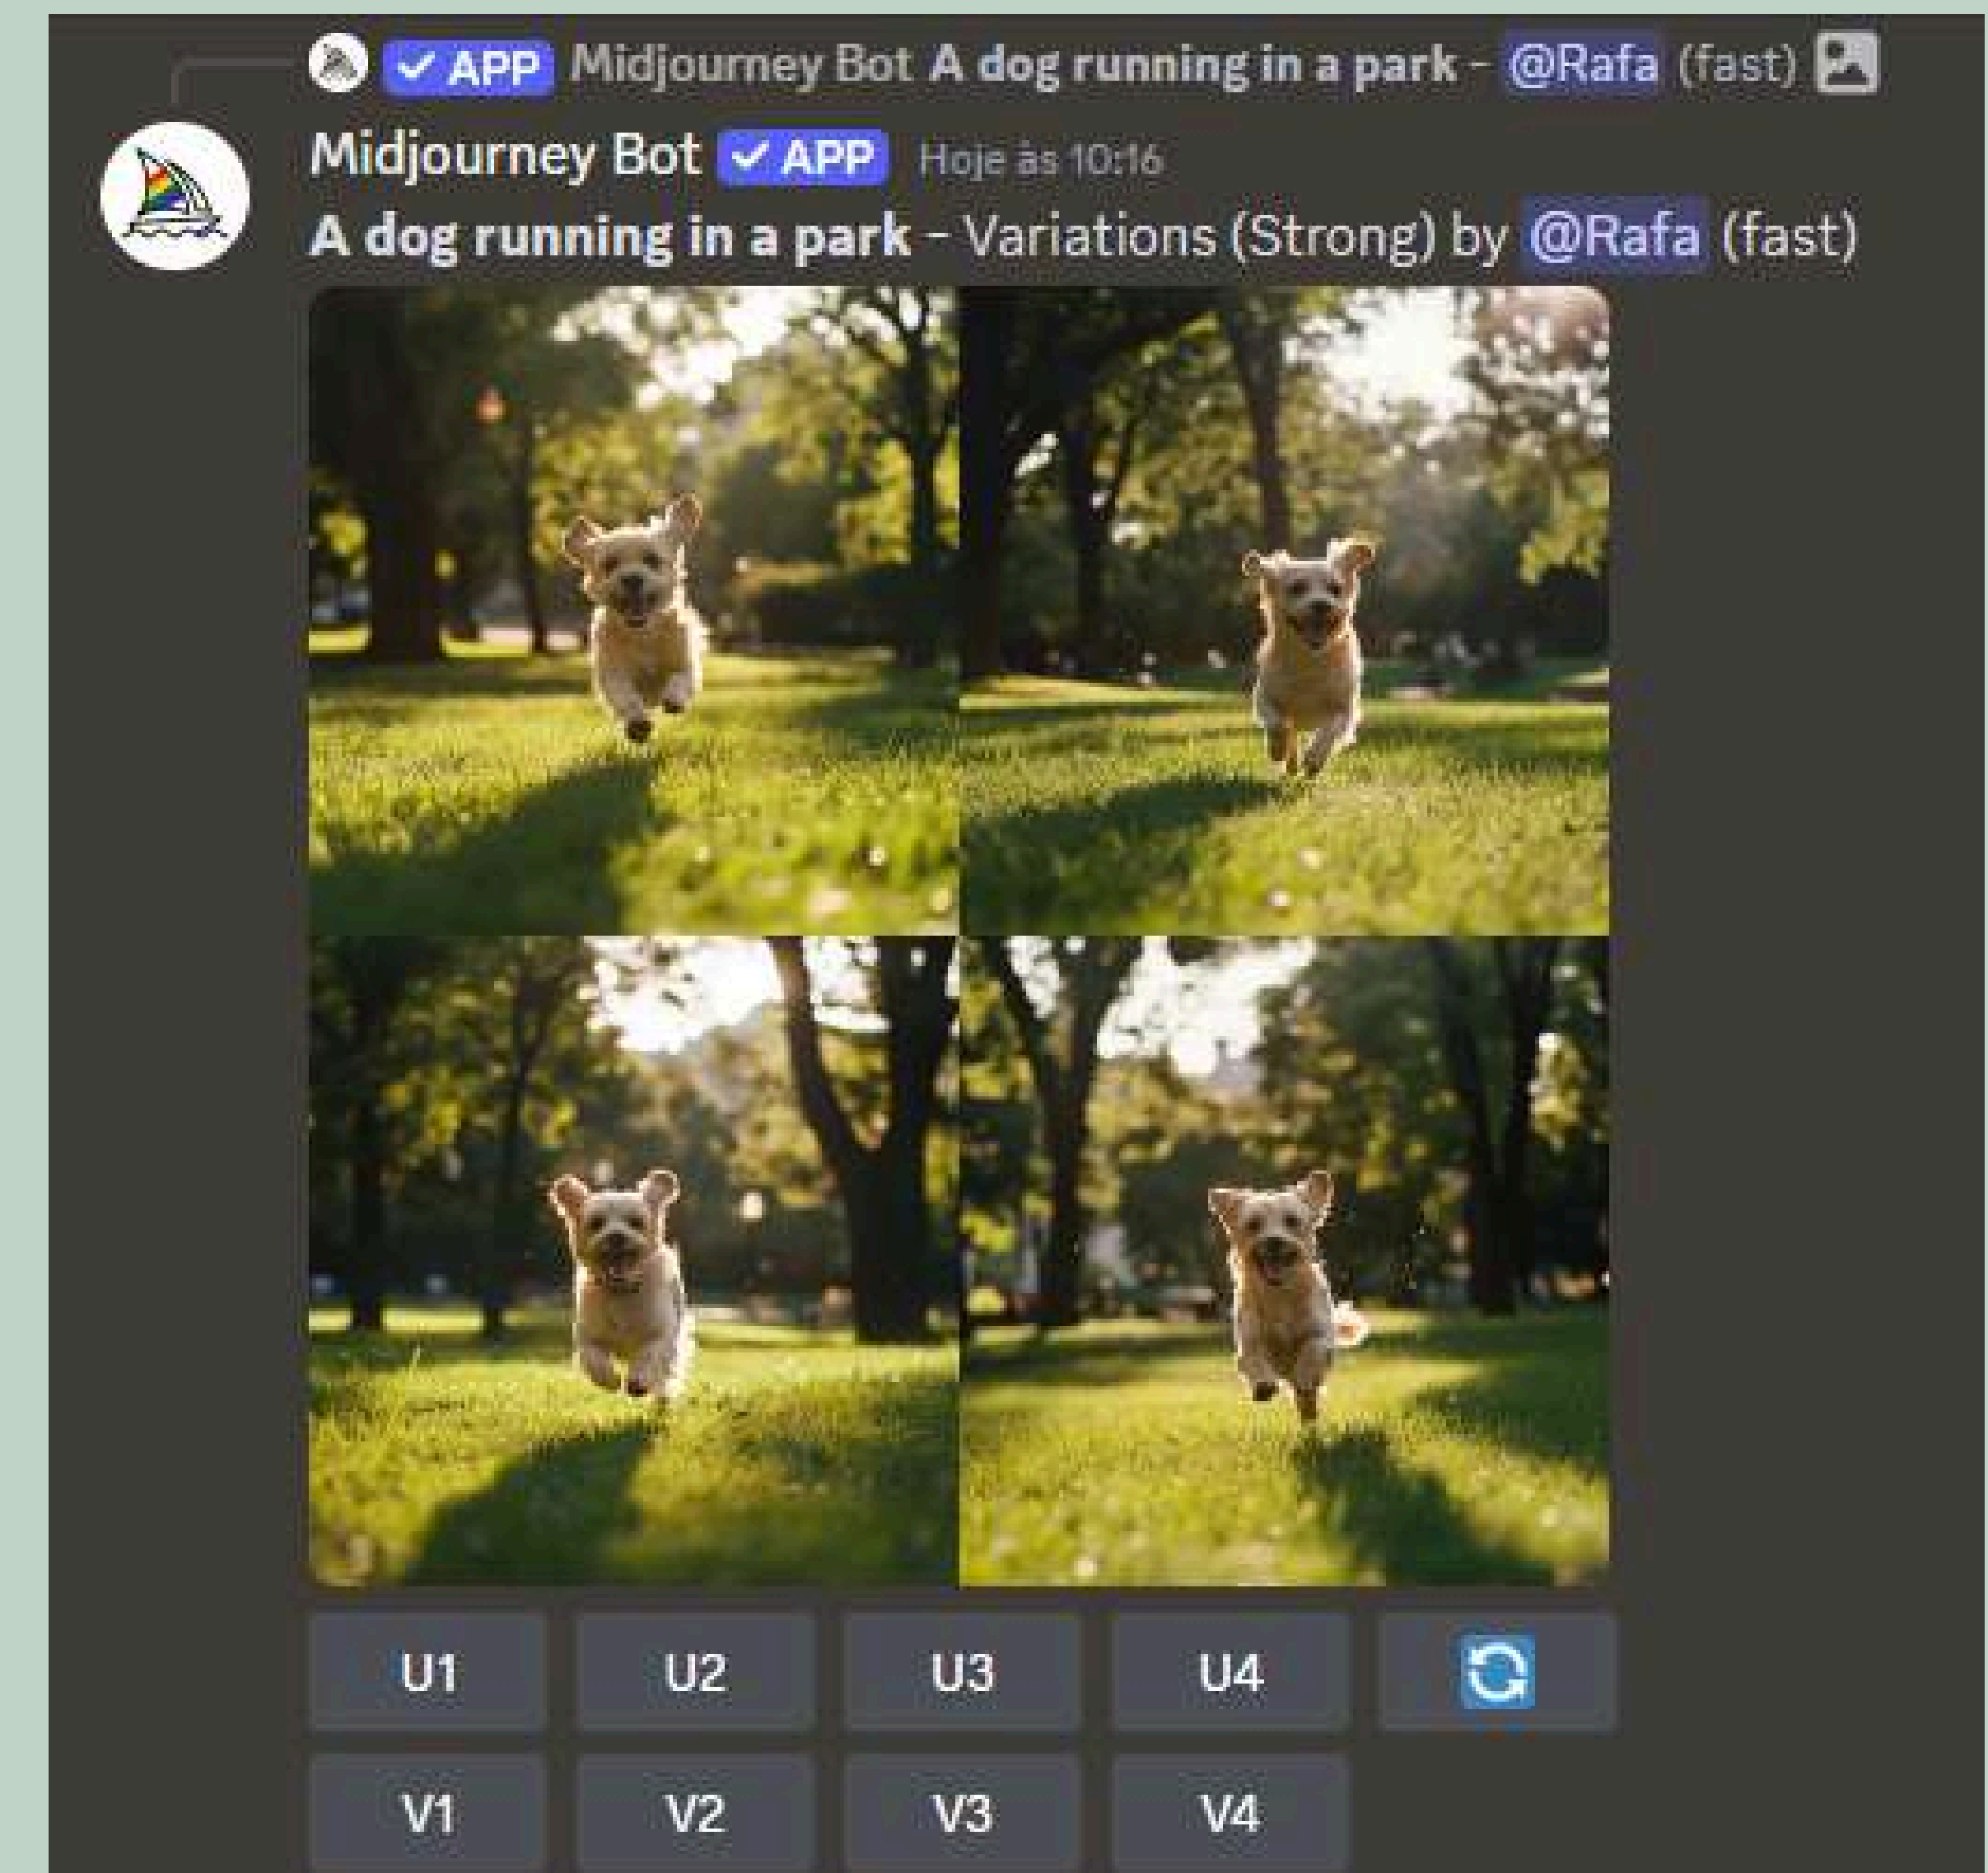 ✓ APP Midjourney Bot A dog running in a park – @Rafa (fast)
Midjourney Bot ✓ APP Hoje às 10:16
A dog running in a park – Variations (Strong) by @Rafa (fast)
U1 U2 U3 U4
V1 V2 V3 V4